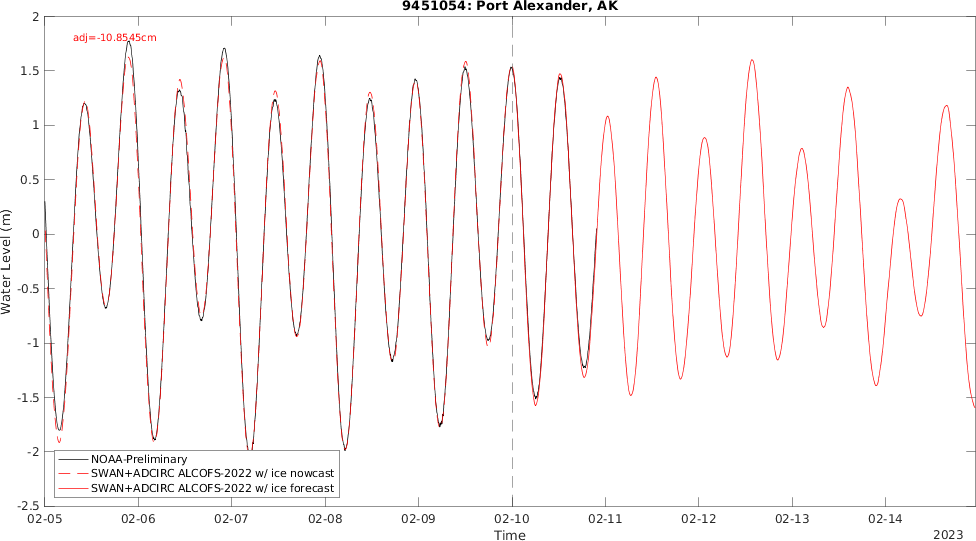 9451054: Port Alexander, AK
adj=-10.8545cm
2
1.5
1
0.5
0
-0.5
-1
-1.5
-2
-2.5
Water Level (m)
NOAA-Preliminary
SWAN+ADCIRC ALCOFS-2022 w/ ice nowcast
SWAN+ADCIRC ALCOFS-2022 w/ ice forecast
02-05 02-06 02-07 02-08 02-09 02-10 02-11 02-12 02-13 02-14
Time
2023